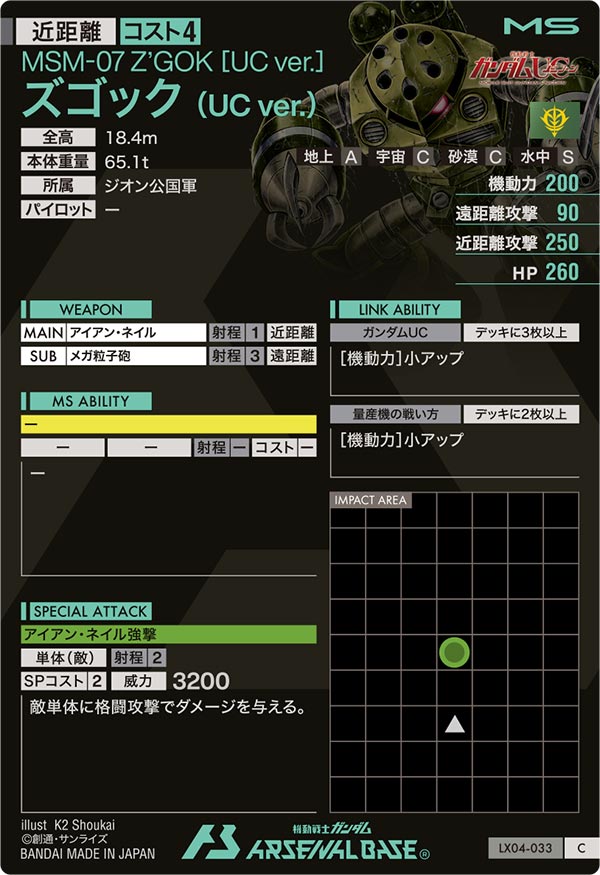 近距離 コスト4 MS
MSM-07 Z'GOK [UC ver.]
ズゴック (UC ver.)
機動戦士
ガンダムUC
全高 18.4m
本体重量 65.1t
所属 ジオン公国軍
パイロット ー
地上 A 宇宙 C 砂漠 C 水中 S
機動力 200
遠距離攻撃 90
近距離攻撃 250
HP 260
WEAPON
MAIN アイアン・ネイル 射程 1 近距離
SUB メガ粒子砲 射程 3 遠距離
MS ABILITY
ー
ー ー 射程 ー コスト ー
ー
SPECIAL ATTACK
アイアン・ネイル強撃
単体(敵) 射程 2
SPコスト 2 威力 3200
敵単体に格闘攻撃でダメージを与える。
LINK ABILITY
ガンダムUC デッキに3枚以上
[機動力]小アップ
量産機の戦い方 デッキに2枚以上
[機動力]小アップ
IMPACT AREA
illust K2 Shoukai
©創通・サンライズ
BANDAI MADE IN JAPAN
機動戦士ガンダム
ARSENAL BASE ®
LX04-033 C